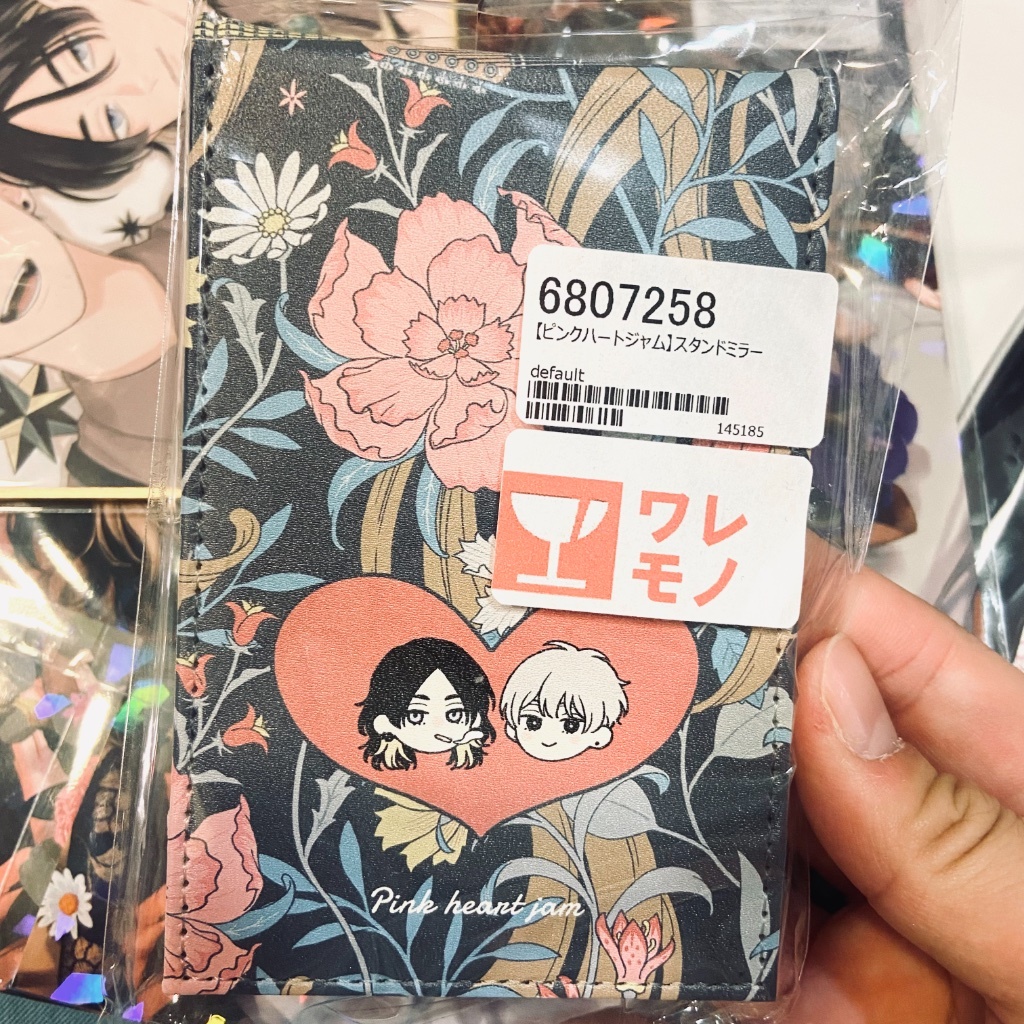 6807258
【ピンクハートジャム】スタンドミラー
default
145185
ワレ
モノ
Pink heart jam